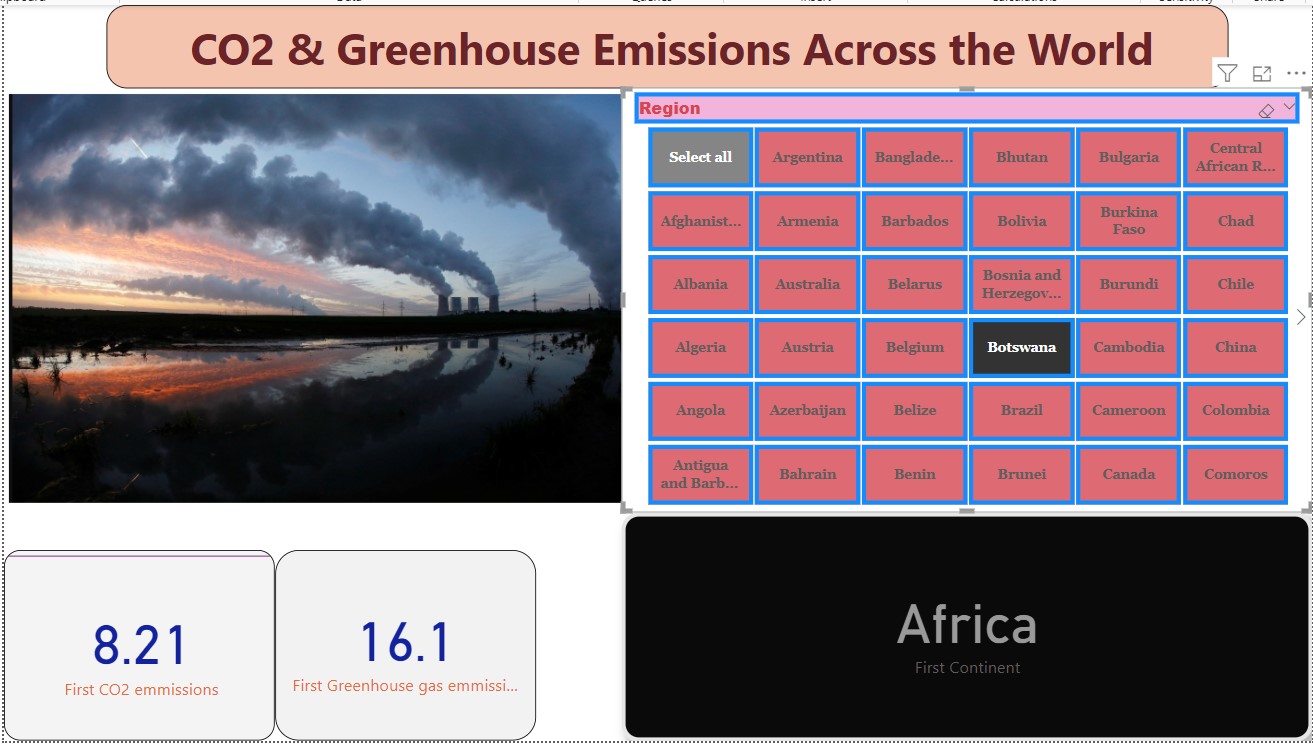 CO2 & Greenhouse Emissions Across the World
Region
Select all
Argentina
Banglade...
Bhutan
Bulgaria
Central
African R...
Afghanist...
Armenia
Barbados
Bolivia
Burkina
Faso
Chad
Albania
Australia
Belarus
Bosnia and
Herzegov...
Burundi
Chile
Algeria
Austria
Belgium
Botswana
Cambodia
China
Angola
Azerbaijan
Belize
Brazil
Cameroon
Colombia
Antigua
and Barb...
Bahrain
Benin
Brunei
Canada
Comoros
8.21
First CO2 emmissions
16.1
First Greenhouse gas emmissi...
Africa
First Continent